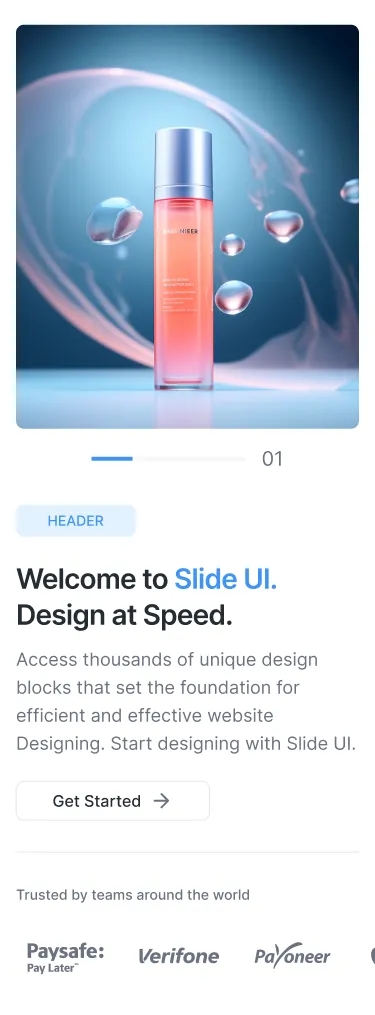 01
HEADER
Welcome to Slide UI.
Design at Speed.
Access thousands of unique design
blocks that set the foundation for
efficient and effective website
Designing. Start designing with Slide UI.
Get Started
Trusted by teams around the world
Paysafe:
Pay Later™
Verifone
Payoneer